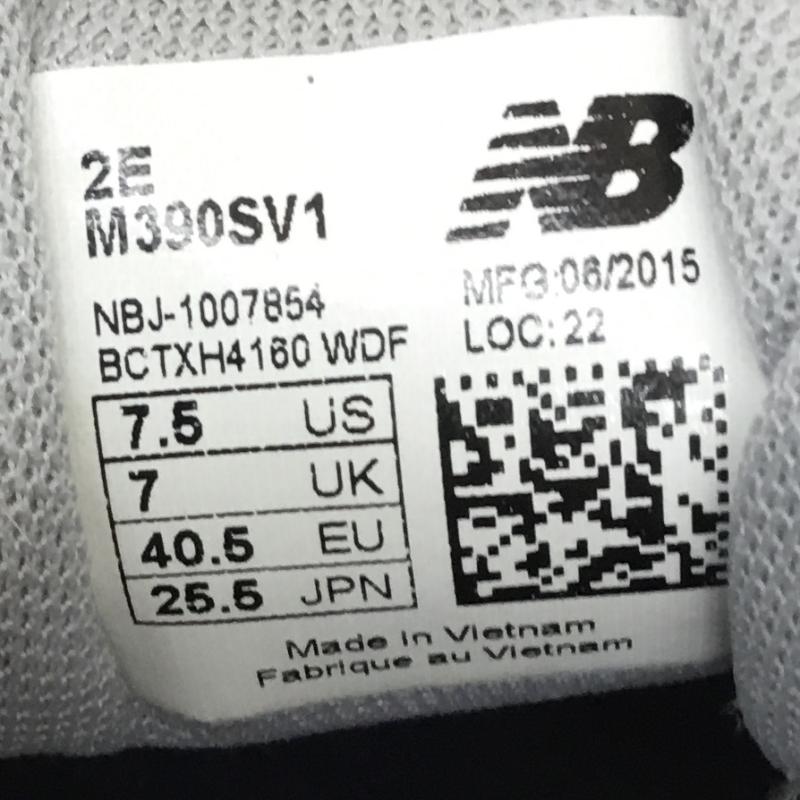 2E
M390SV1
NB
NBJ-1007854
BCTXH4160 WDF
MFG:06/2015
LOC: 22
7.5 US
7 UK
40.5 EU
25.5 JPN
Made in Vietnam
Fabrique au Vietnam